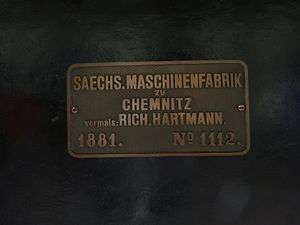 SAECHS. MASCHINENFABRIK
ZU
CHEMNITZ
vormals: RICH. HARTMANN.
1881. Nº 1112.